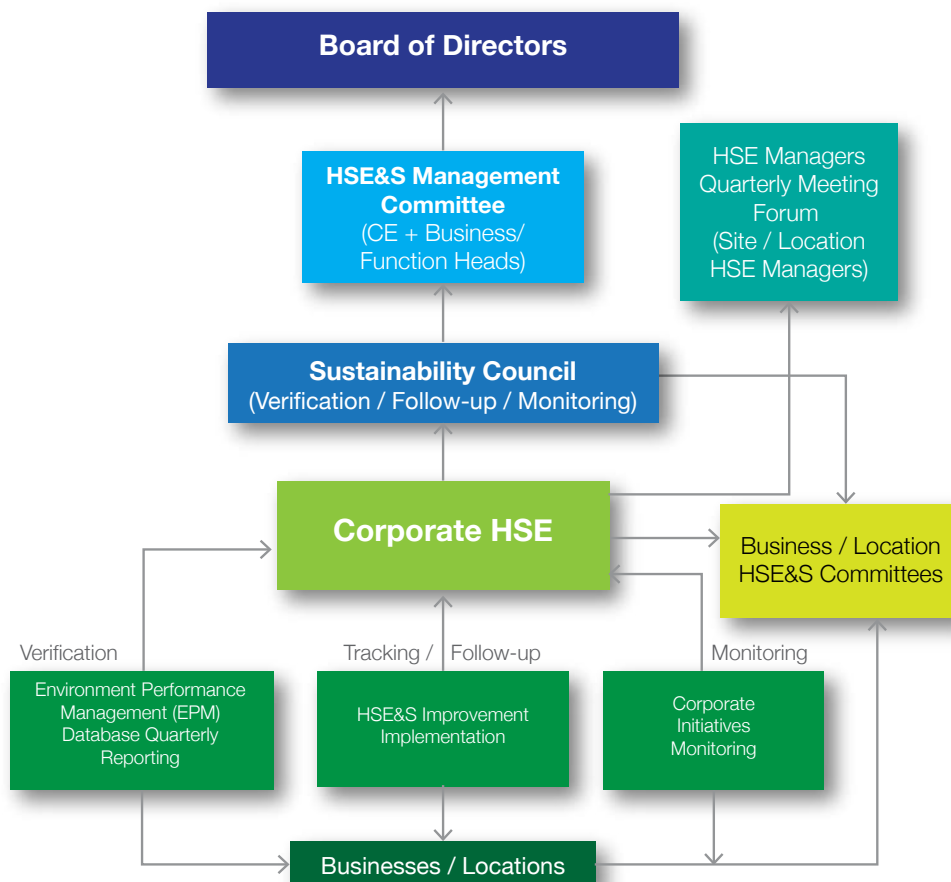 Board of Directors
HSE&S Management
Committee
(CE + Business/
Function Heads)
HSE Managers
Quarterly Meeting
Forum
(Site / Location
HSE Managers)
Sustainability Council
(Verification / Follow-up / Monitoring)
Corporate HSE
Business / Location
HSE&S Committees
Verification
Tracking / Follow-up
Monitoring
Environment Performance
Management (EPM)
Database Quarterly
Reporting
HSE&S Improvement
Implementation
Corporate
Initiatives
Monitoring
Businesses / Locations